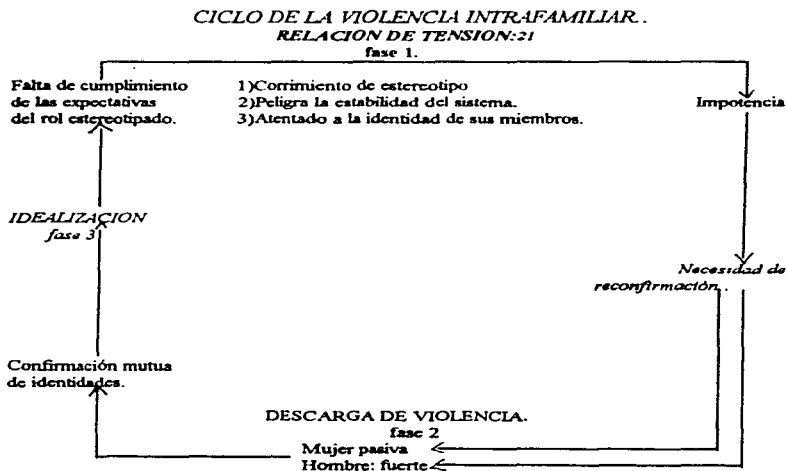 CICLO DE LA VIOLENCIA INTRAFAMILIAR..
RELACION DE TENSION:21
fase 1.
Falta de cumplimiento
de las expectativas
del rol estereotipado.
1)Corrimiento de estereotipo
2)Peligra la estabilidad del sistema.
3)Atentado a la identidad de sus miembros.
Impotencia
IDEALIZACION
fase 3
Necesidad de
reconfirmación..
Confirmación mutua
de identidades.
DESCARGA DE VIOLENCIA.
fase 2
Mujer pasiva
Hombre: fuerte